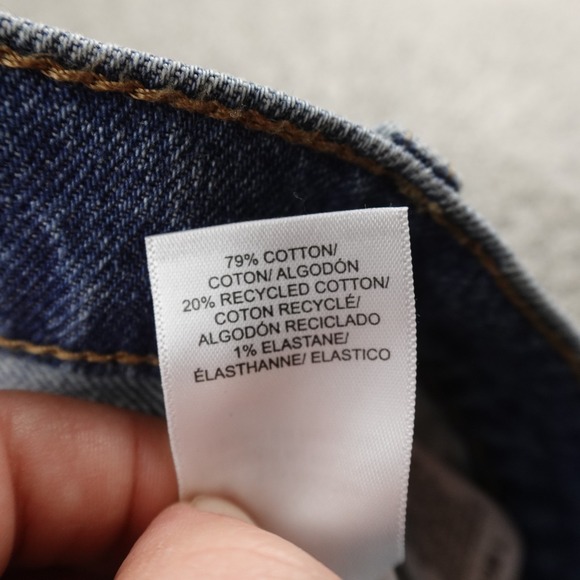 79% COTTON/
COTON/ ALGODÓN
20% RECYCLED COTTON/
COTON RECYCLÉ/
ALGODÓN RECICLADO
1% ELASTANE/
ÉLASTHANNE/ ELASTICO